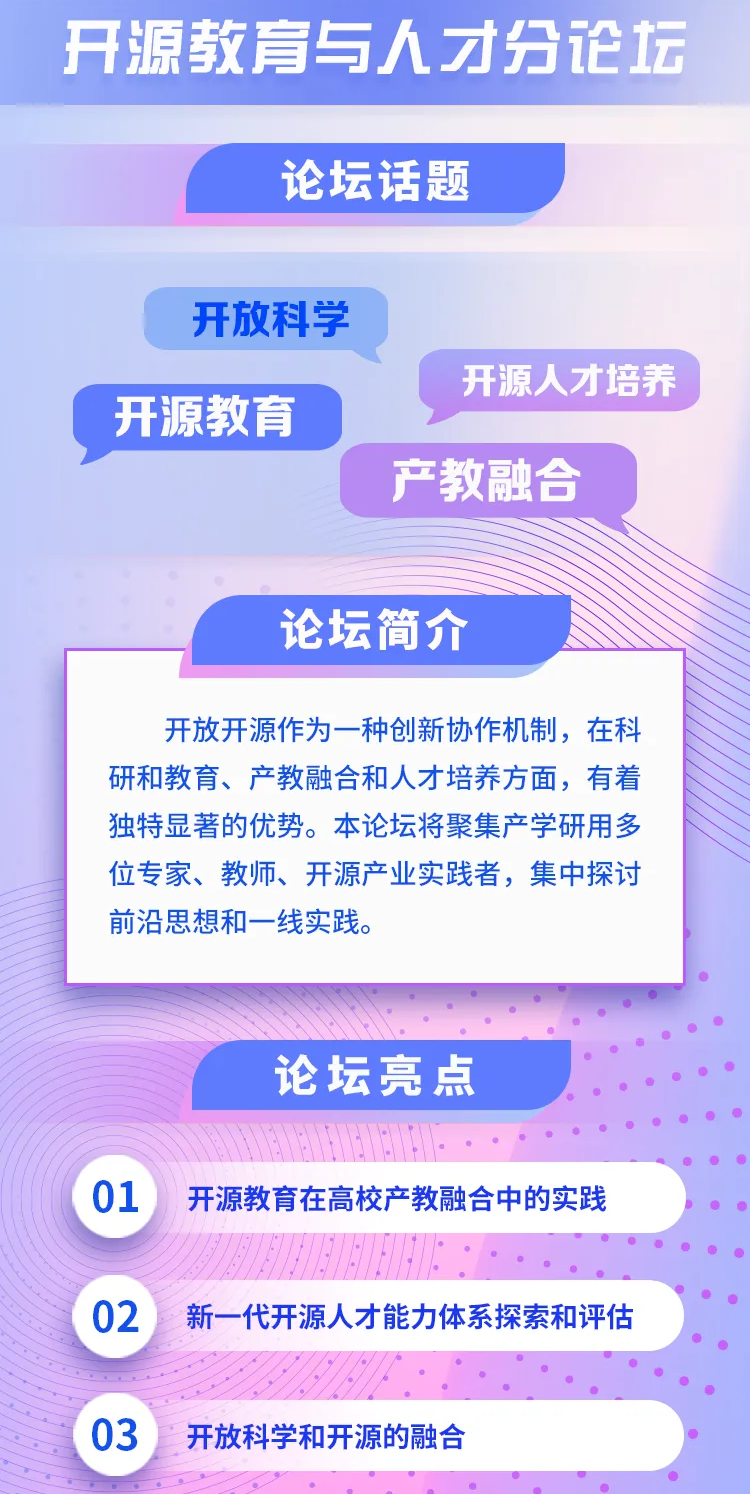 开源教育与人才分论坛
论坛话题
开放科学
开源人才培养
开源教育
产教融合
论坛简介
开放开源作为一种创新协作机制，在科
研和教育、产教融合和人才培养方面，有着
独特显著的优势。本论坛将聚集产学研用多
位专家、教师、开源产业实践者，集中探讨
前沿思想和一线实践。
论坛亮点
01 开源教育在高校产教融合中的实践
02 新一代开源人才能力体系探索和评估
03 开放科学和开源的融合